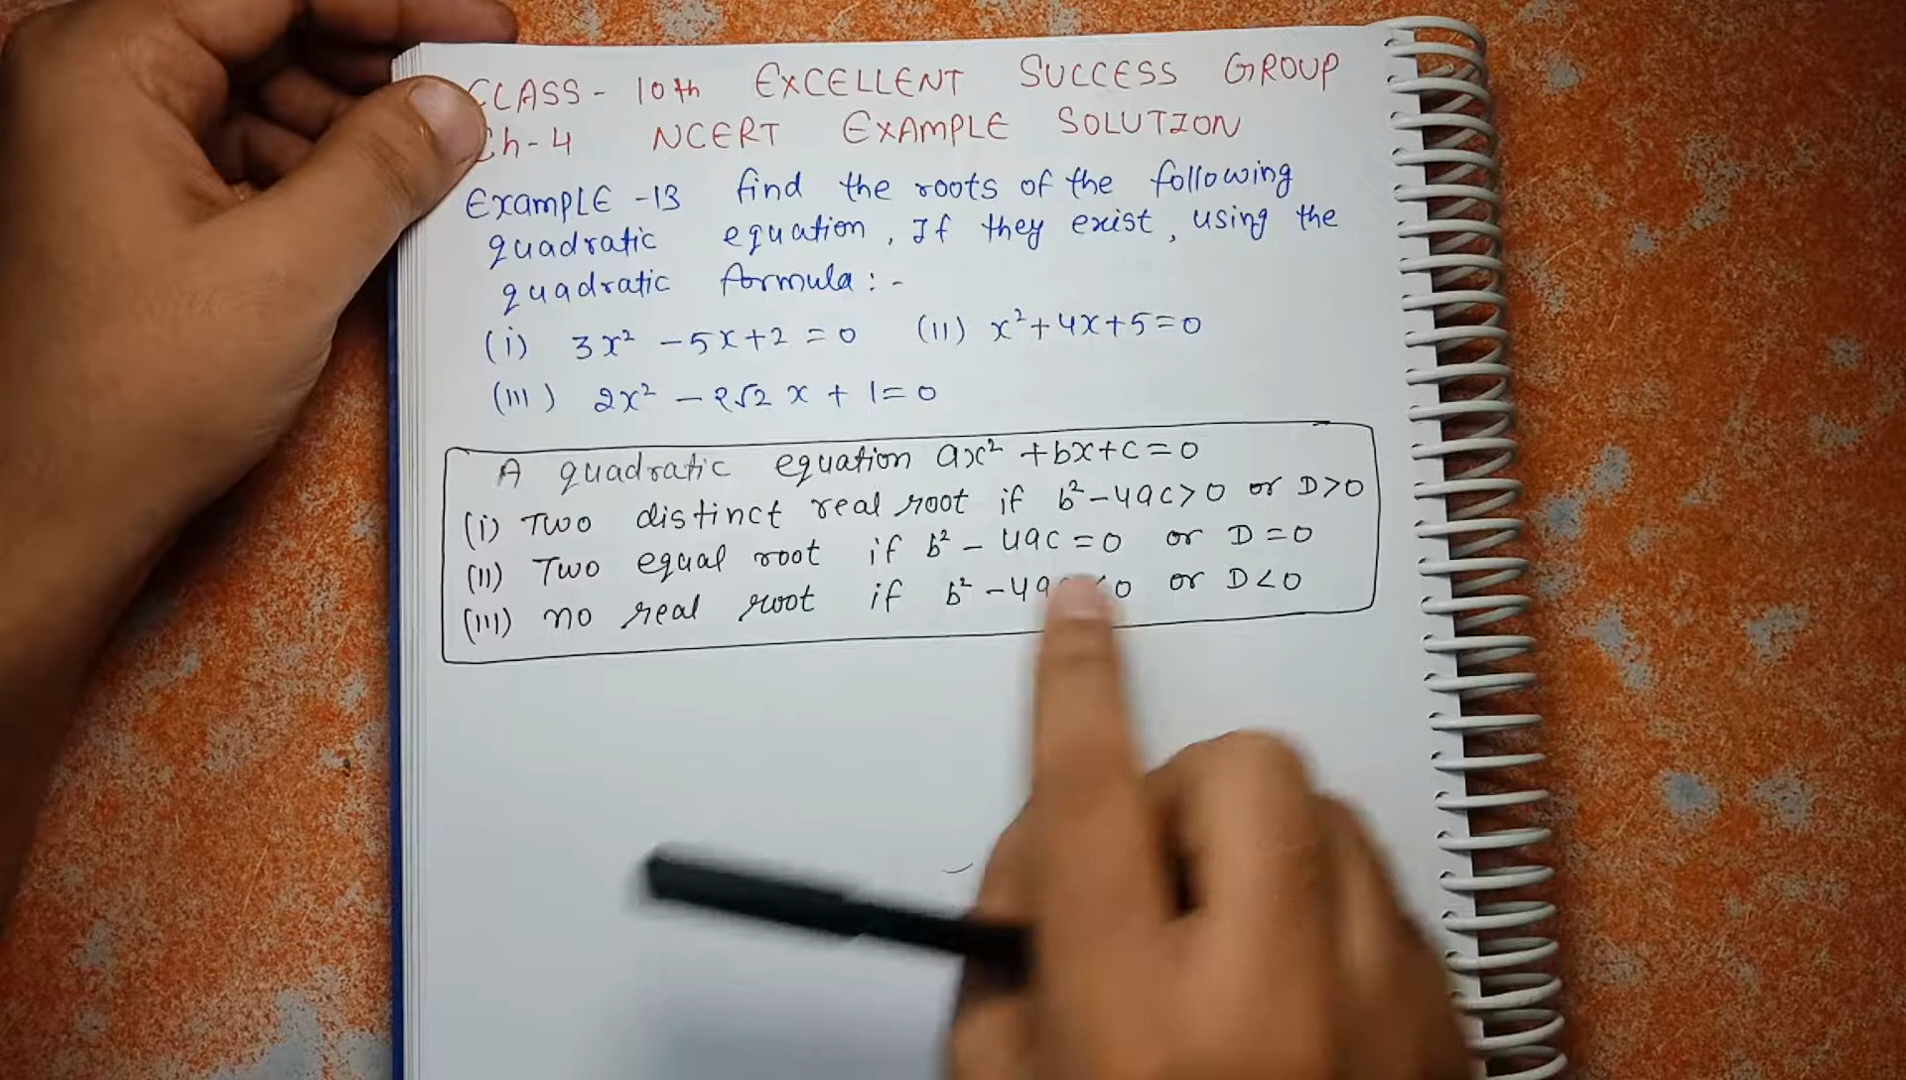 CLASS - 10th EXCELLENT SUCCESS GROUP
Ch-4 NCERT EXAMPLE SOLUTION
EXAMPLE -13 find the roots of the following
quadratic equation, If they exist, using the
quadratic formula :-
(i) 3x² - 5x + 2 = 0 (II) x² + 4x + 5 = 0
(III) 2x² - 2√2 x + 1 = 0
A quadratic equation ax² + bx + c = 0
(i) Two distinct real root if b² - 4ac > 0 or D > 0
(II) Two equal root if b² - 4ac = 0 or D = 0
(III) no real root if b² - 4ac < 0 or D < 0